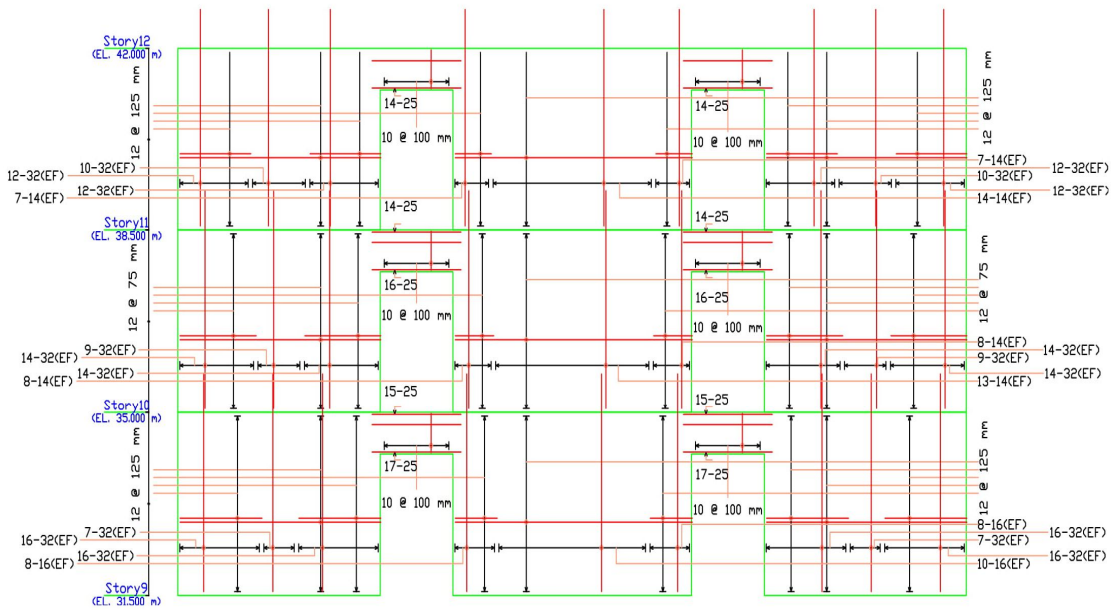 Story12
(EL. 42.000 m)
12 @ 125 mm
12 @ 125 mm
14-25
14-25
10 @ 100 mm
10 @ 100 mm
7-14(EF)
10-32(EF)
12-32(EF)
12-32(EF)
10-32(EF)
12-32(EF)
12-32(EF)
7-14(EF)
14-14(EF)
14-25
14-25
Story11
(EL. 38.500 m)
12 @ 75 mm
12 @ 75 mm
16-25
16-25
10 @ 100 mm
10 @ 100 mm
8-14(EF)
9-32(EF)
14-32(EF)
14-32(EF)
9-32(EF)
14-32(EF)
14-32(EF)
8-14(EF)
13-14(EF)
15-25
15-25
Story10
(EL. 35.000 m)
12 @ 125 mm
12 @ 125 mm
17-25
17-25
10 @ 100 mm
10 @ 100 mm
8-16(EF)
7-32(EF)
16-32(EF)
16-32(EF)
7-32(EF)
16-32(EF)
16-32(EF)
8-16(EF)
10-16(EF)
Story9
(EL. 31.500 m)